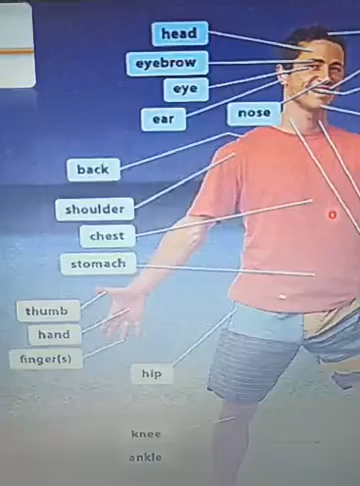 head
eyebrow
eye
ear
nose
back
shoulder
chest
stomach
thumb
hand
finger(s)
hip
knee
ankle